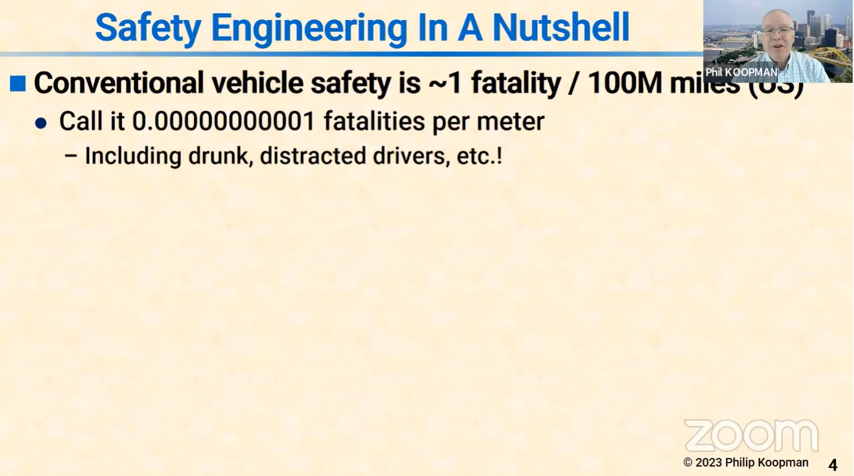 Safety Engineering In A Nutshell
Phil KOOPMAN
Conventional vehicle safety is ~1 fatality / 100M miles (US)
Call it 0.00000000001 fatalities per meter
– Including drunk, distracted drivers, etc.!
zoom
© 2023 Philip Koopman 4